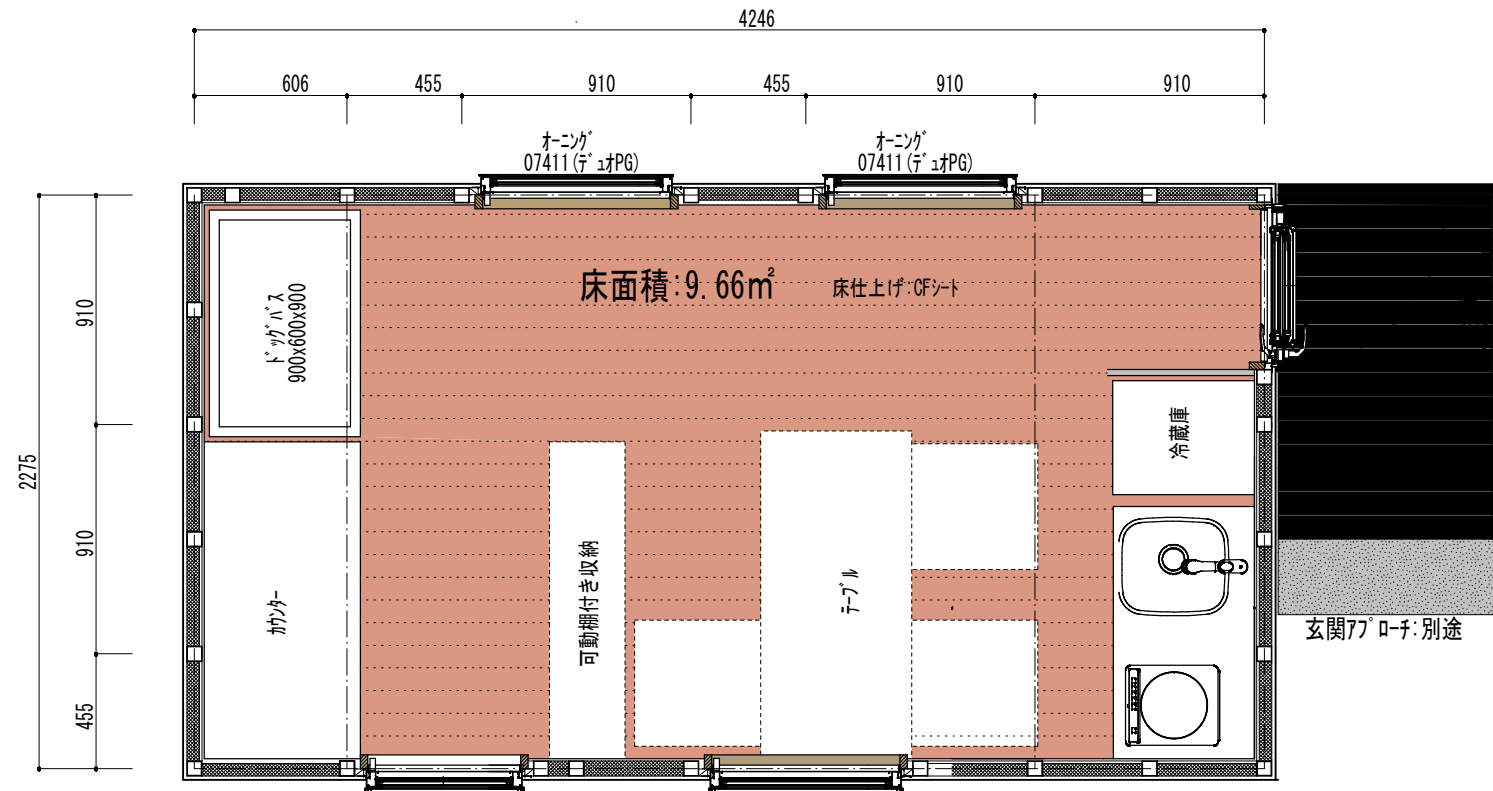 4246
606
455
910
455
910
910
オーニング
07411(デュオPG)
オーニング
07411(デュオPG)
2275
910
910
455
床面積:9.66㎡
床仕上げ:CFシート
ドッグバス
900x600x900
冷蔵庫
カウンター
可動棚付き収納
テーブル
玄関アプローチ:別途